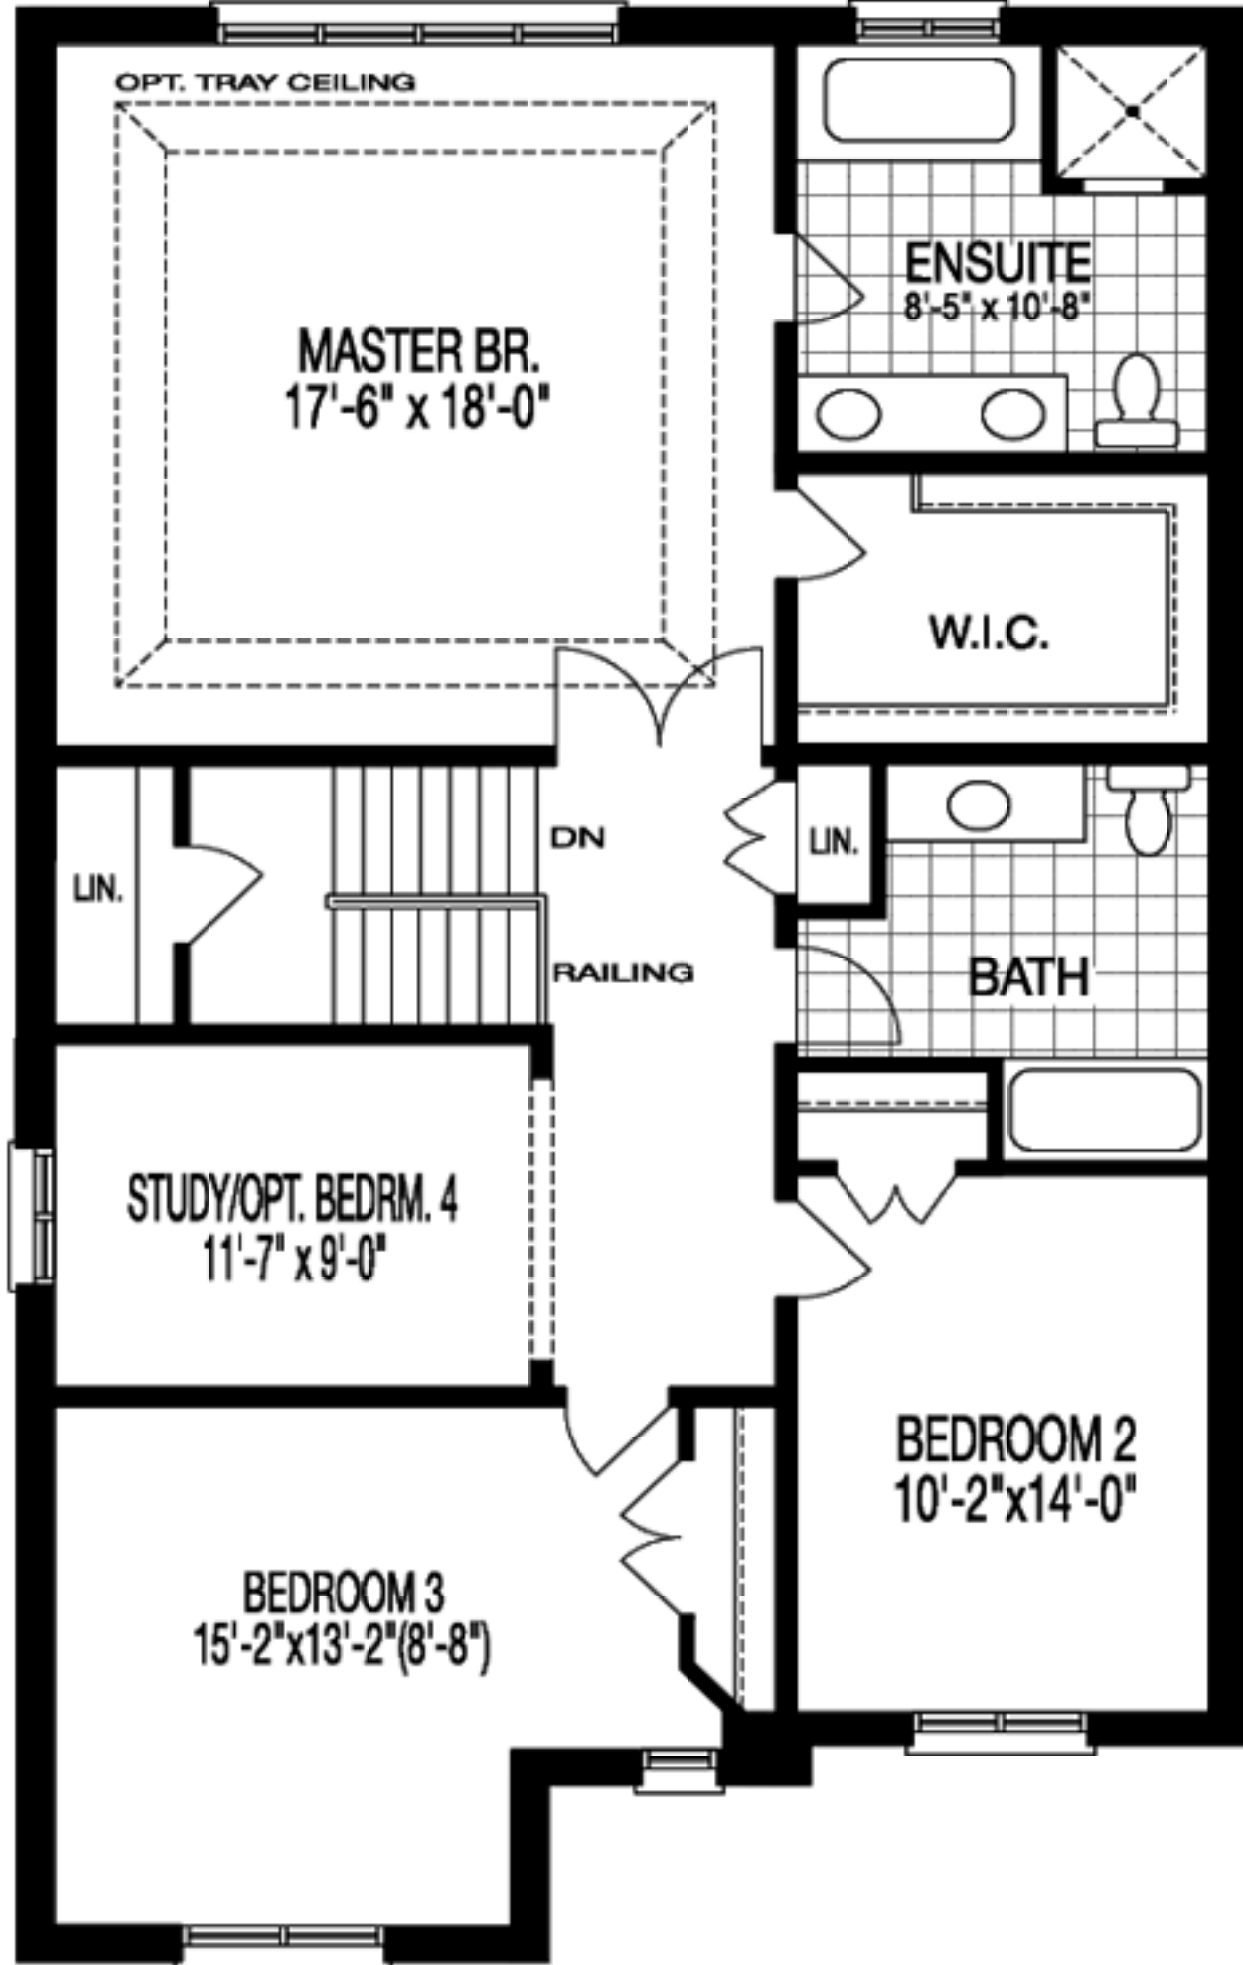 OPT. TRAY CEILING
MASTER BR.
17'-6" x 18'-0"
ENSUITE
8'-5" x 10'-8"
W.I.C.
DN
LIN.
LIN.
RAILING
BATH
STUDY/OPT. BEDRM. 4
11'-7" x 9'-0"
BEDROOM 2
10'-2"x14'-0"
BEDROOM 3
15'-2"x13'-2"(8'-8")